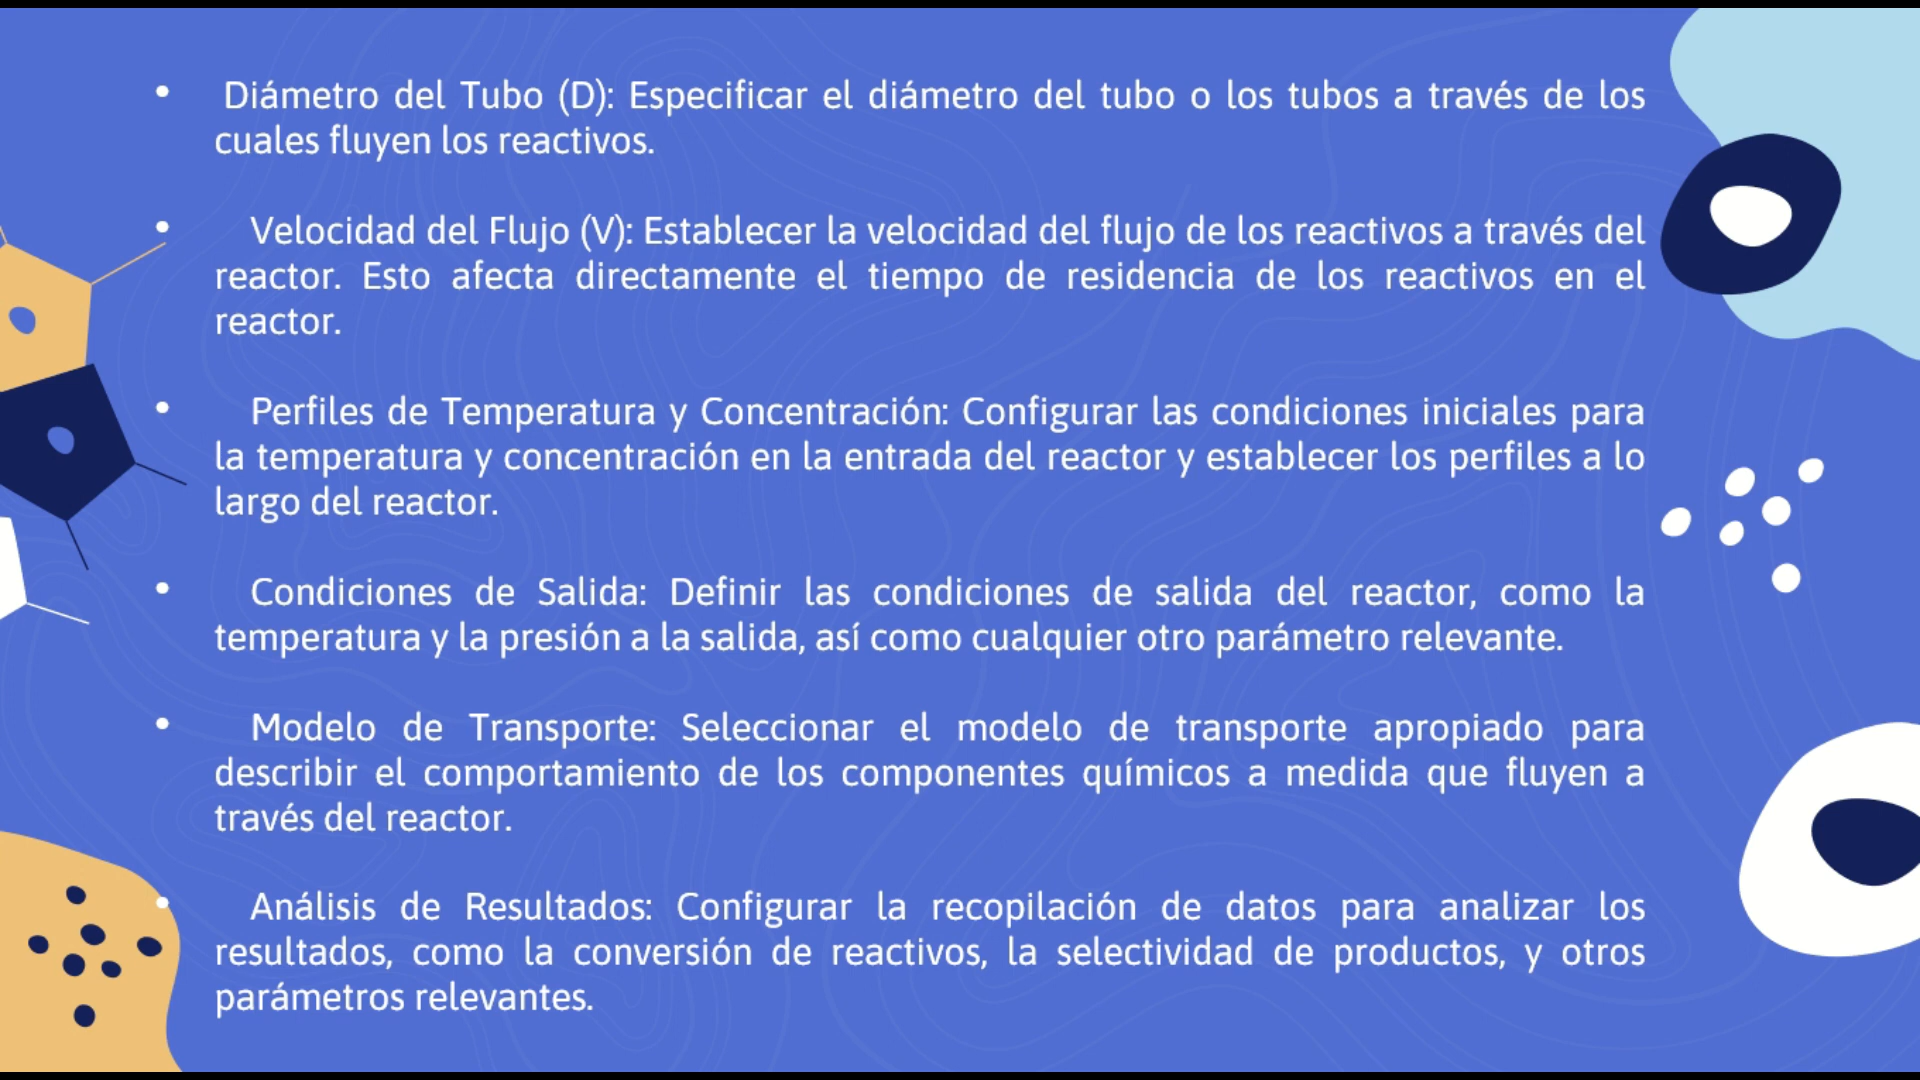 • Diámetro del Tubo (D): Especificar el diámetro del tubo o los tubos a través de los
cuales fluyen los reactivos.
• Velocidad del Flujo (V): Establecer la velocidad del flujo de los reactivos a través del
reactor. Esto afecta directamente el tiempo de residencia de los reactivos en el
reactor.
• Perfiles de Temperatura y Concentración: Configurar las condiciones iniciales para
la temperatura y concentración en la entrada del reactor y establecer los perfiles a lo
largo del reactor.
• Condiciones de Salida: Definir las condiciones de salida del reactor, como la
temperatura y la presión a la salida, así como cualquier otro parámetro relevante.
• Modelo de Transporte: Seleccionar el modelo de transporte apropiado para
describir el comportamiento de los componentes químicos a medida que fluyen a
través del reactor.
• Análisis de Resultados: Configurar la recopilación de datos para analizar los
resultados, como la conversión de reactivos, la selectividad de productos, y otros
parámetros relevantes.